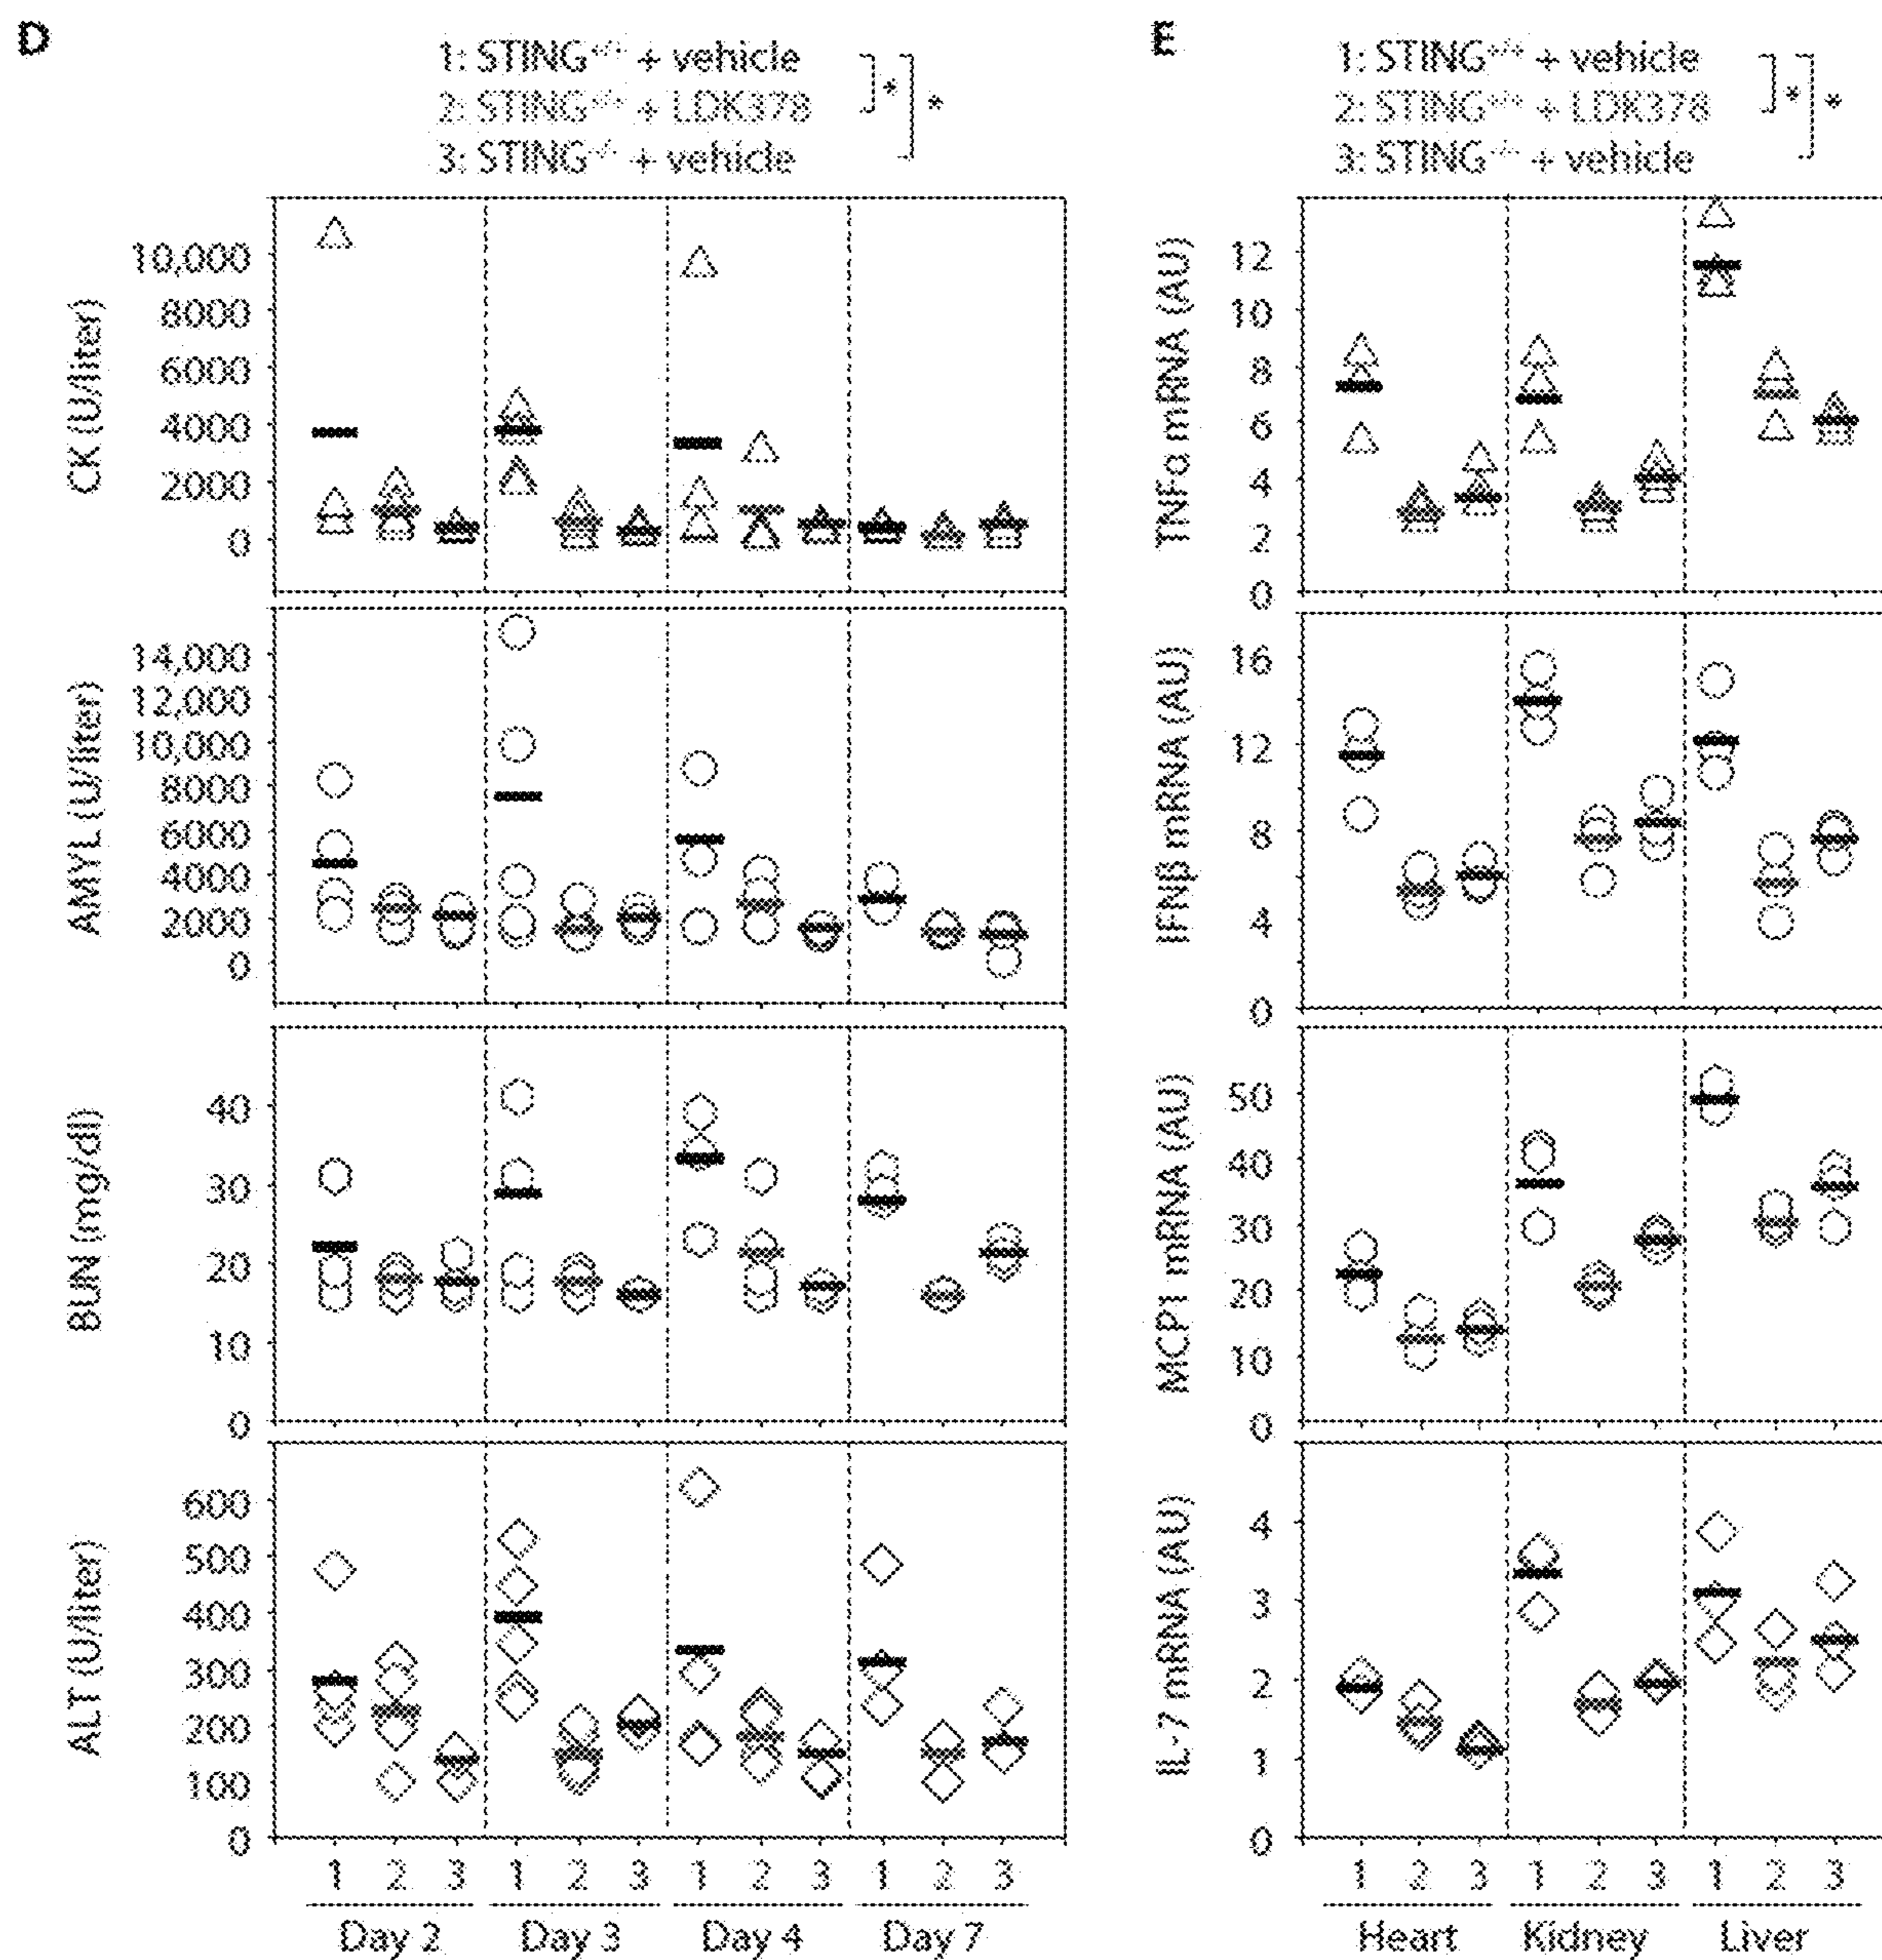 D
1: STING+/+ + vehicle
2: STING+/+ + LDK378
3: STING-/- + vehicle
*
*
CK (U/liter)
10,000
8000
6000
4000
2000
0
AMYL (U/liter)
14,000
12,000
10,000
8000
6000
4000
2000
0
BUN (mg/dl)
40
30
20
10
0
ALT (U/liter)
600
500
400
300
200
100
0
1 2 3 1 2 3 1 2 3 1 2 3
Day 2 Day 3 Day 4 Day 7
E
1: STING+/+ + vehicle
2: STING+/+ + LDK378
3: STING-/- + vehicle
*
*
TNFα mRNA (AU)
12
10
8
6
4
2
0
IFNβ mRNA (AU)
16
12
8
4
0
MCP1 mRNA (AU)
50
40
30
20
10
0
IL-7 mRNA (AU)
4
3
2
1
0
1 2 3 1 2 3 1 2 3
Heart Kidney Liver